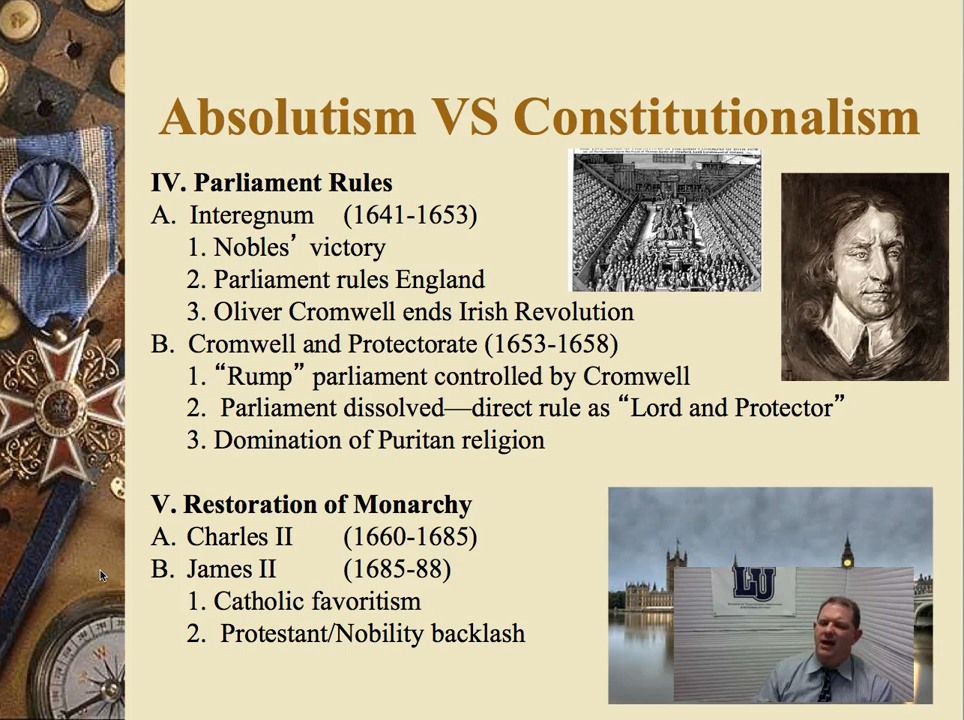 Absolutism VS Constitutionalism
IV. Parliament Rules
A. Interegnum (1641-1653)
1. Nobles’ victory
2. Parliament rules England
3. Oliver Cromwell ends Irish Revolution
B. Cromwell and Protectorate (1653-1658)
1. “Rump” parliament controlled by Cromwell
2. Parliament dissolved—direct rule as “Lord and Protector”
3. Domination of Puritan religion
V. Restoration of Monarchy
A. Charles II (1660-1685)
B. James II (1685-88)
1. Catholic favoritism
2. Protestant/Nobility backlash
LU